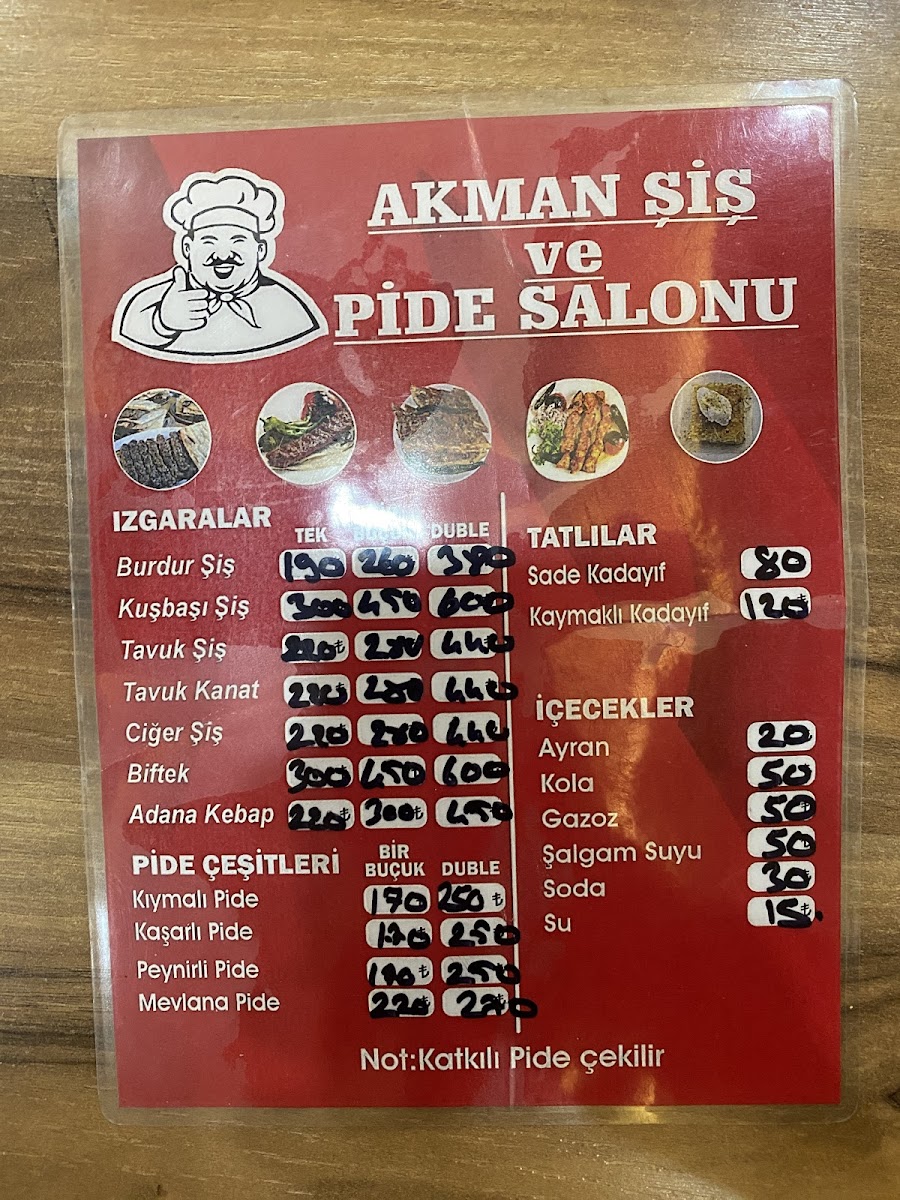 AKMAN ŞİŞ
ve
PİDE SALONU
IZGARALAR TEK BUÇUK DUBLE
Burdur Şiş 190 260 380
Kuşbaşı Şiş 300 450 600
Tavuk Şiş 220₺ 280 440
Tavuk Kanat 220 280 440
Ciğer Şiş 220 280 440
Biftek 300 450 600
Adana Kebap 220₺ 300₺ 450
PİDE ÇEŞİTLERİ BİR BUÇUK DUBLE
Kıymalı Pide 170 250 ₺
Kaşarlı Pide 170₺ 250
Peynirli Pide 170₺ 250
Mevlana Pide 220
TATLILAR
Sade Kadayıf 80
Kaymaklı Kadayıf 120₺
İÇECEKLER
Ayran 20
Kola 50
Gazoz 50₺
Şalgam Suyu 50
Soda 30₺
Su 15₺
Not:Katkılı Pide çekilir